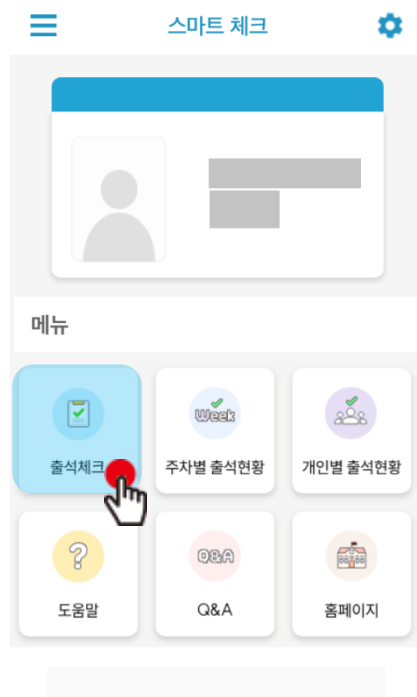 스마트 체크
메뉴
출석체크
Week
주차별 출석현황
개인별 출석현황
?
도움말
Q&A
Q&A
홈페이지